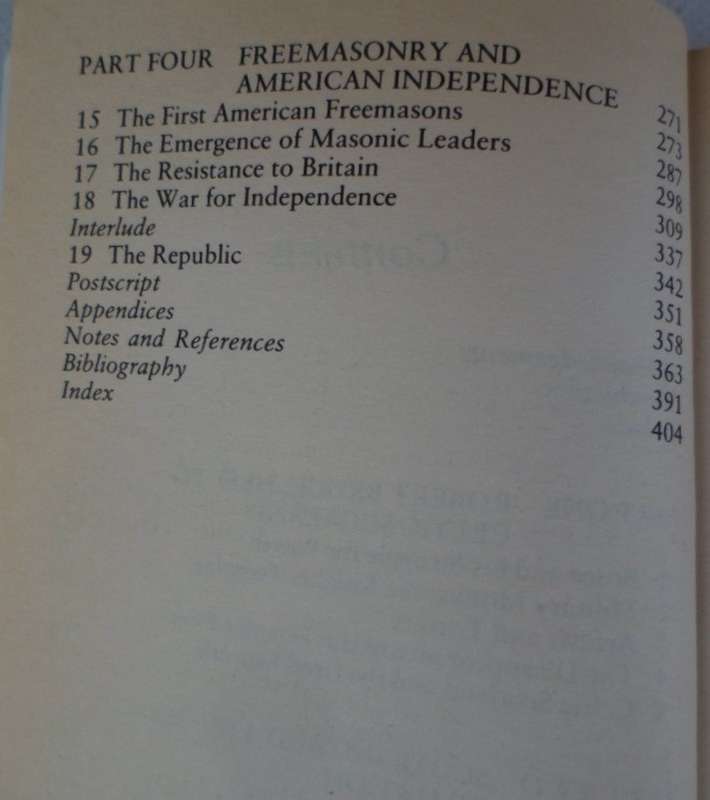 PART FOUR FREEMASONRY AND
AMERICAN INDEPENDENCE 271
15 The First American Freemasons 273
16 The Emergence of Masonic Leaders 287
17 The Resistance to Britain 298
18 The War for Independence 309
Interlude 337
19 The Republic 342
Postscript 351
Appendices 358
Notes and References 363
Bibliography 391
Index 404